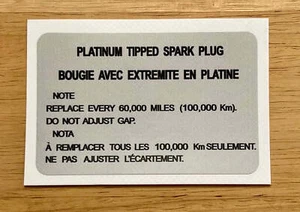 PLATINUM TIPPED SPARK PLUG
BOUGIE AVEC EXTREMITE EN PLATINE
NOTE
REPLACE EVERY 60,000 MILES (100,000 Km).
DO NOT ADJUST GAP.
NOTA
À REMPLACER TOUS LES 100,000 Km SEULEMENT.
NE PAS AJUSTER L'ÉCARTEMENT.